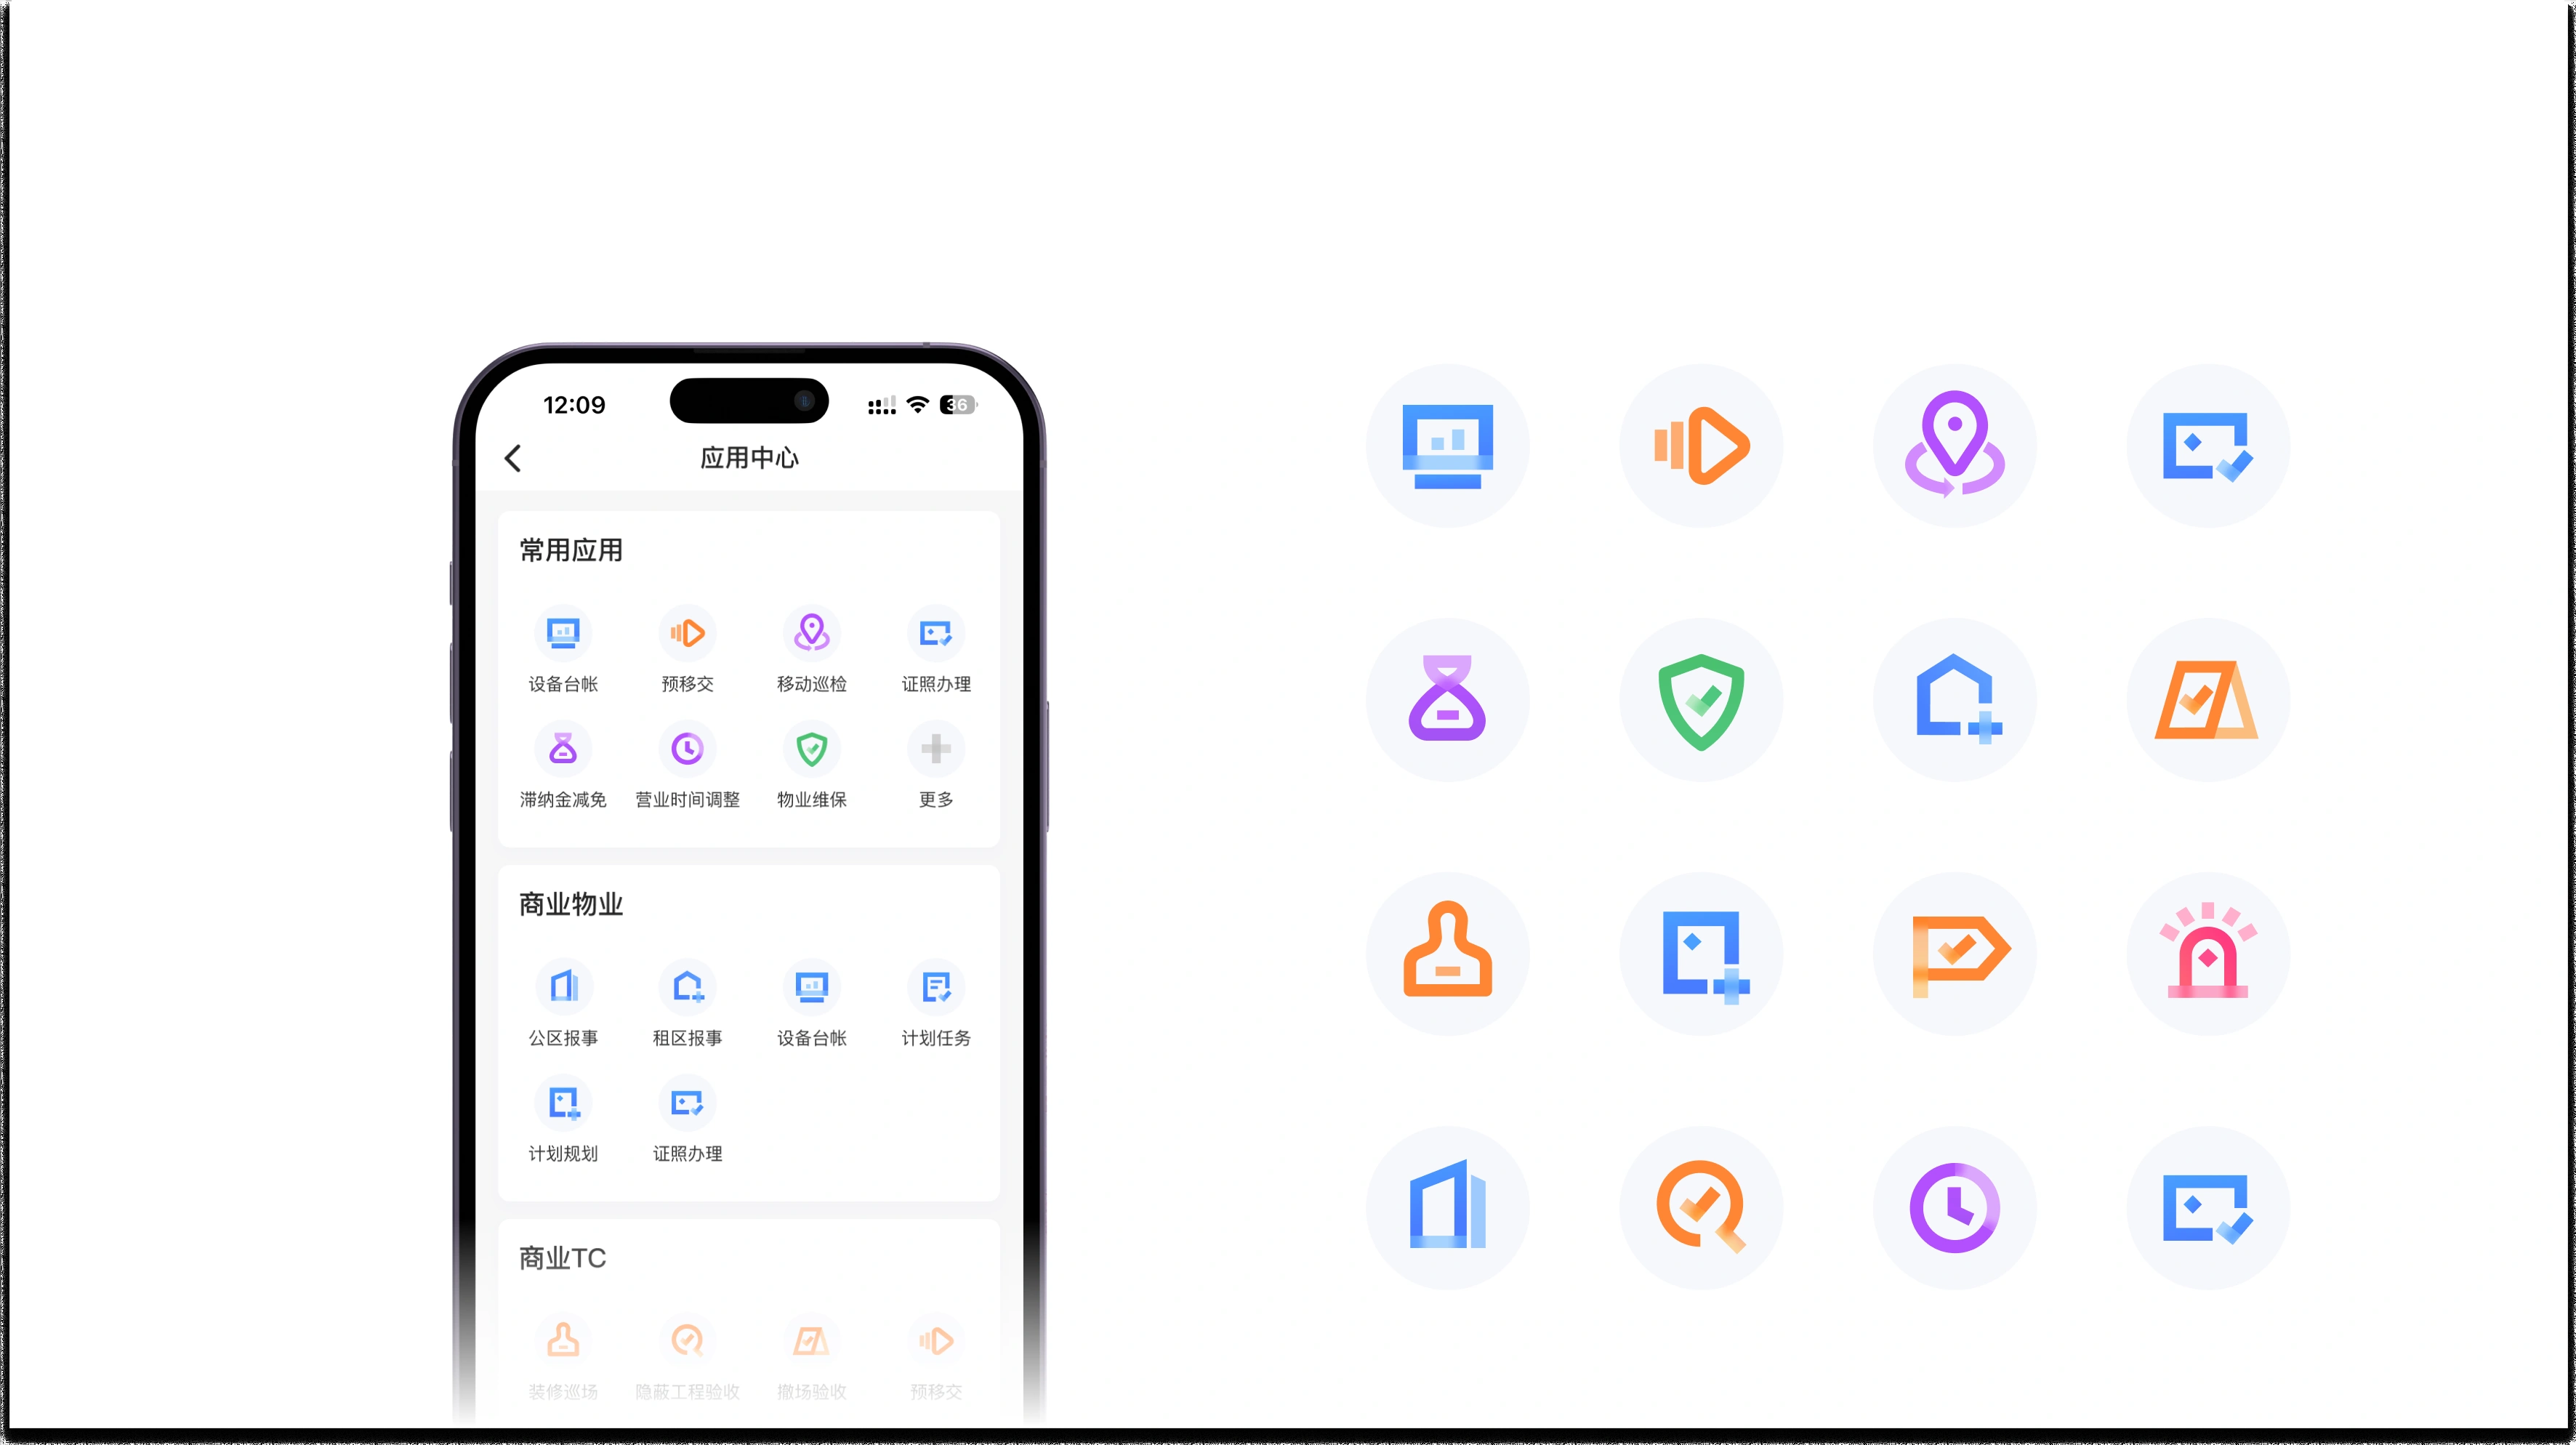 12:09
36
应用中心
常用应用
设备台帐 预移交 移动巡检 证照办理
滞纳金减免 营业时间调整 物业维保 更多
商业物业
公区报事 租区报事 设备台帐 计划任务
计划规划 证照办理
商业TC
装修巡场 隐蔽工程验收 撤场验收 预移交